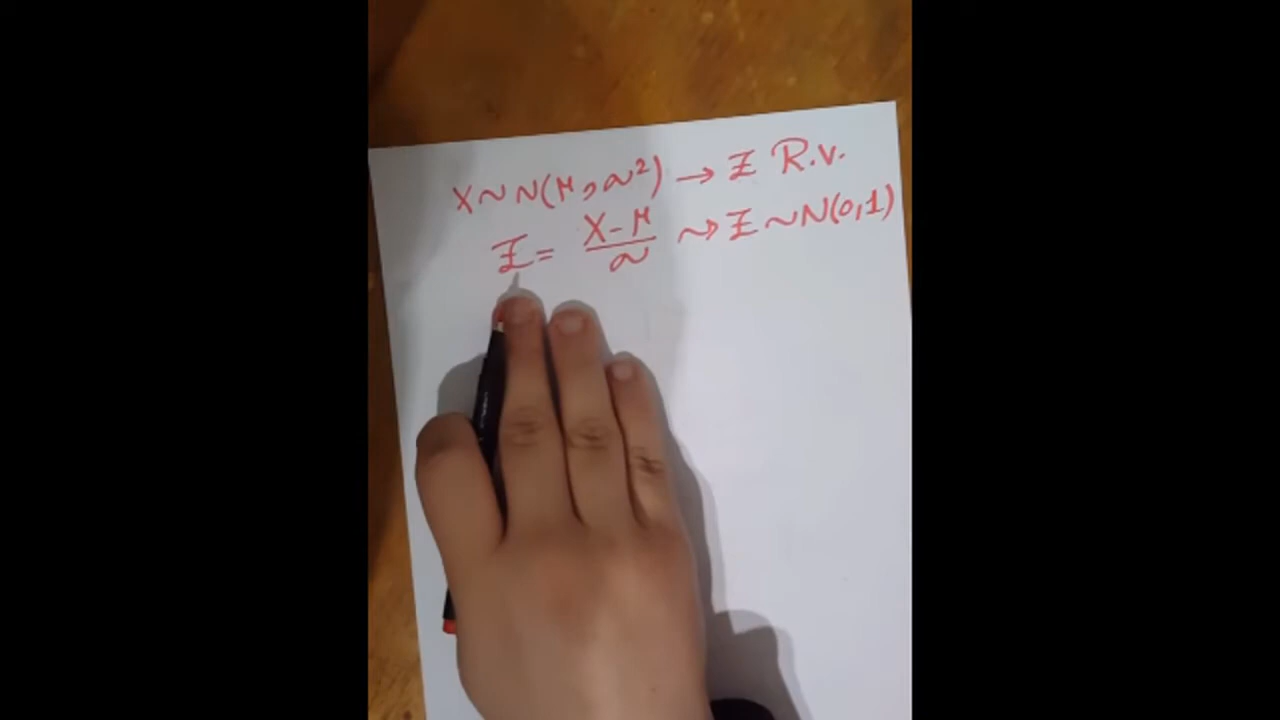 X ~ N(μ, σ²) → Z R.v.
Z = (X - μ)/σ ⇝ Z ~ N(0,1)